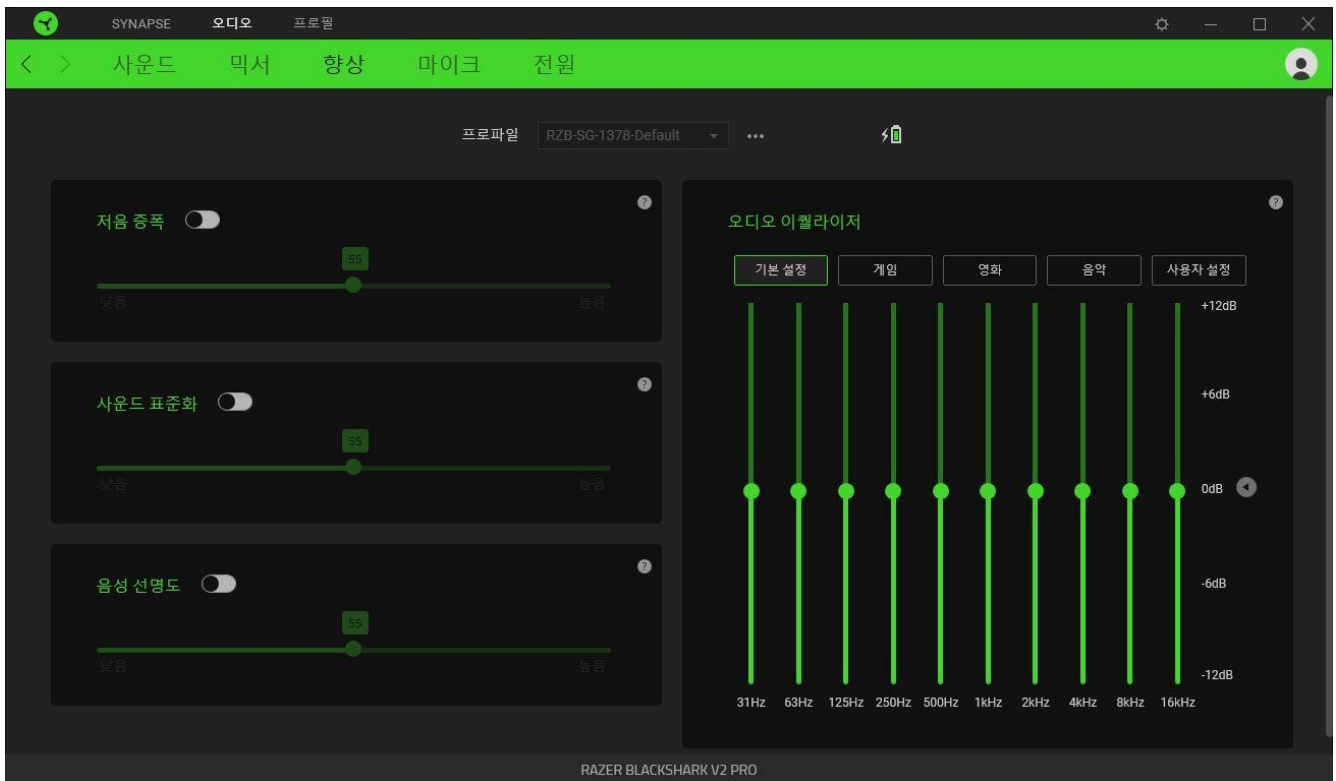 SYNAPSE 오디오 프로필
사운드 믹서 향상 마이크 전원
프로파일 RZB-SG-1378-Default
저음 증폭
55
낮음 높음
사운드 표준화
55
낮음 높음
음성 선명도
55
낮음 높음
오디오 이퀄라이저
기본 설정 게임 영화 음악 사용자 설정
+12dB
+6dB
0dB
-6dB
-12dB
31Hz 63Hz 125Hz 250Hz 500Hz 1kHz 2kHz 4kHz 8kHz 16kHz
RAZER BLACKSHARK V2 PRO